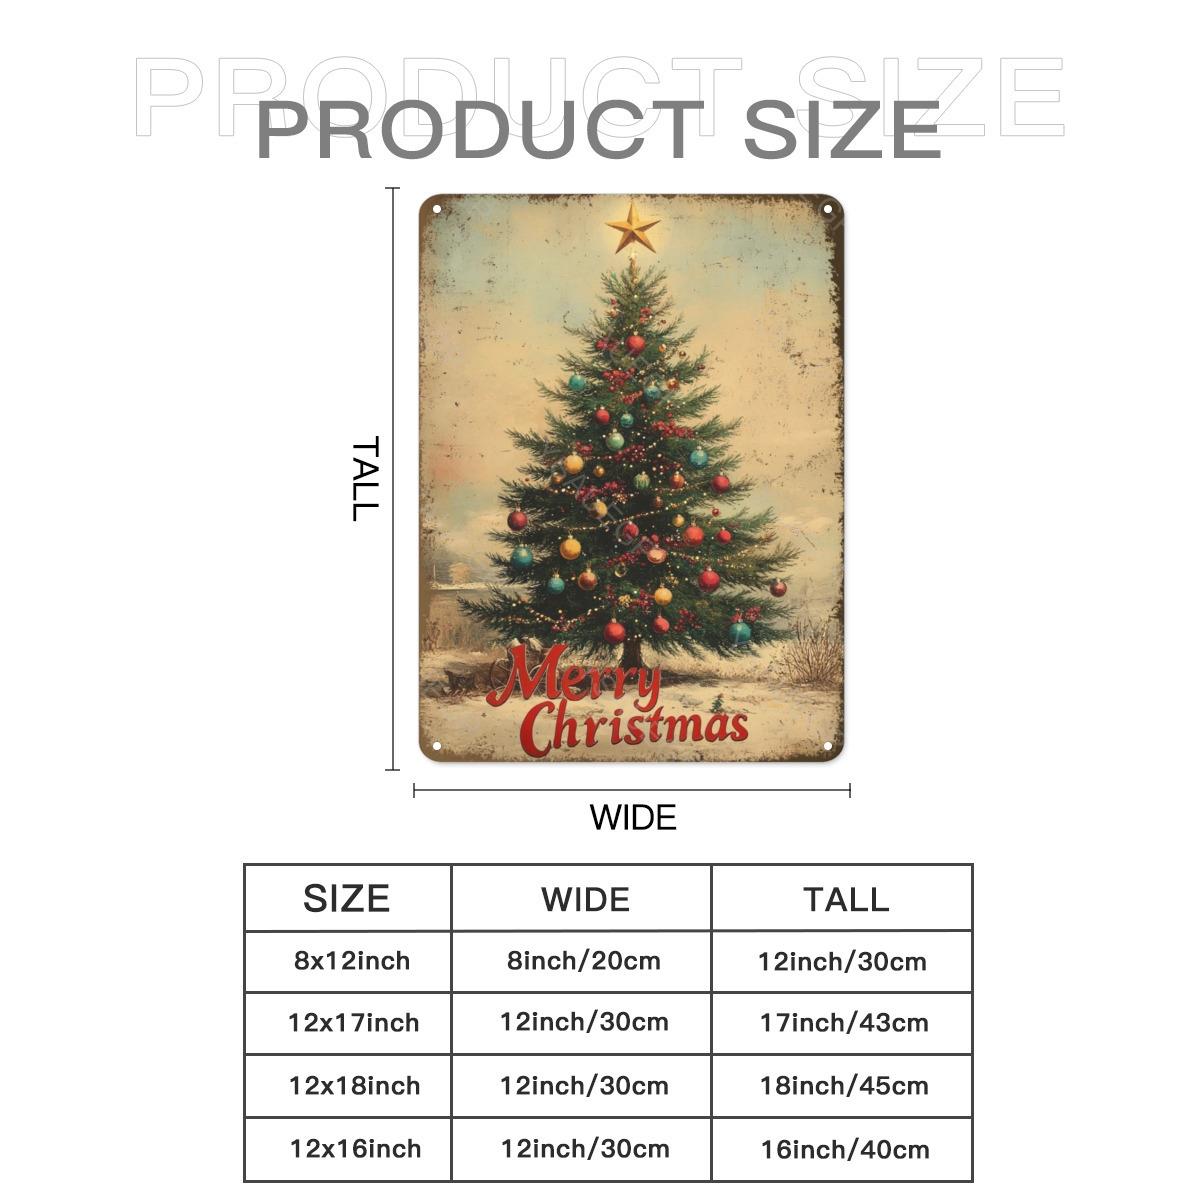 PRODUCT SIZE
PRODUCT SIZE
TALL
Merry
Christmas
WIDE
SIZE WIDE TALL
8x12inch 8inch/20cm 12inch/30cm
12x17inch 12inch/30cm 17inch/43cm
12x18inch 12inch/30cm 18inch/45cm
12x16inch 12inch/30cm 16inch/40cm